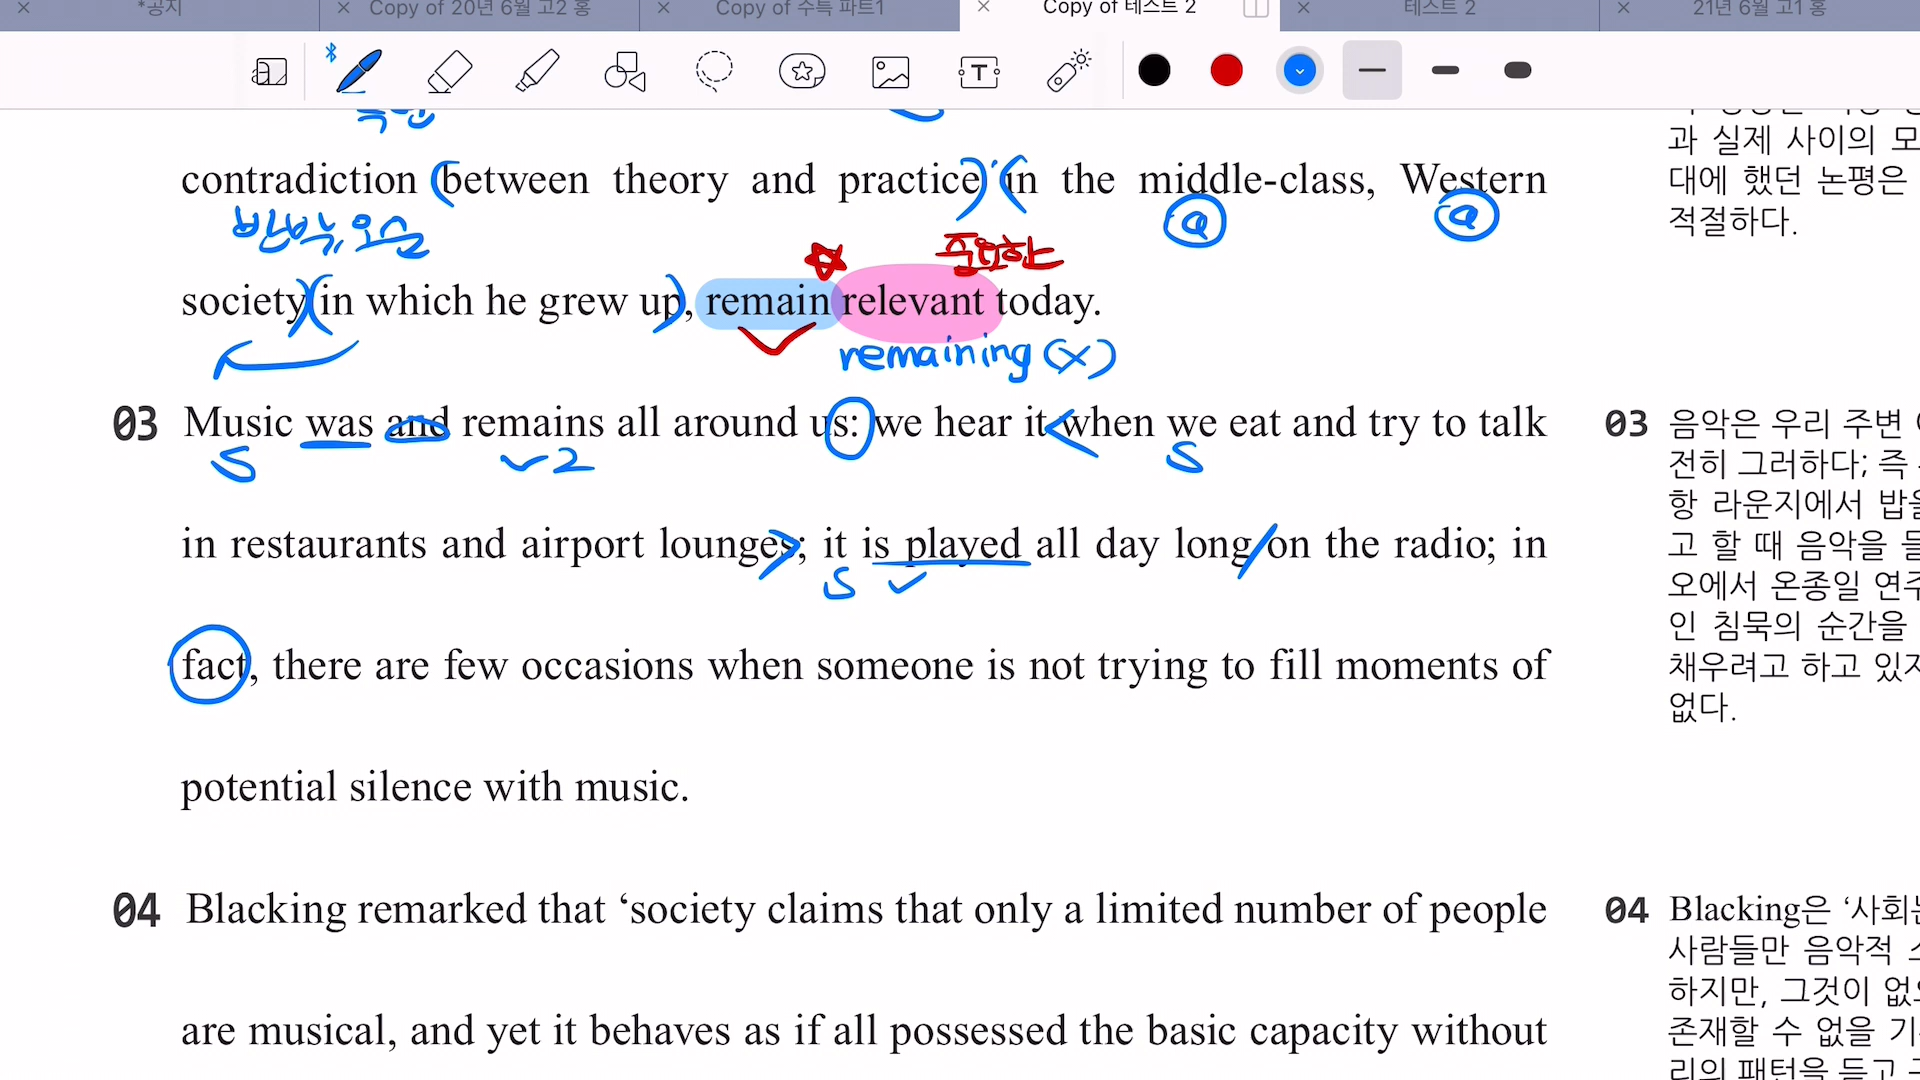 *공지
Copy of 20년 6월 고2 홍
Copy of 수특 파트1
Copy of 테스트 2
테스트 2
21년 6월 고1 홍
contradiction (between theory and practice) (in the middle-class, Western
ⓐ ⓐ
중요한
society) (in which he grew up), remain relevant today.
remaining (x)
03 Music was and remains all around us: we hear it < when we eat and try to talk
S v2 S
in restaurants and airport lounges >; it is played all day long / on the radio; in
S v
fact, there are few occasions when someone is not trying to fill moments of
potential silence with music.
04 Blacking remarked that ‘society claims that only a limited number of people
are musical, and yet it behaves as if all possessed the basic capacity without
과 실제 사이의 모
대에 했던 논평은
적절하다.
03 음악은 우리 주변
전히 그러하다; 즉
항 라운지에서 밥을
고 할 때 음악을 들
오에서 온종일 연주
인 침묵의 순간을
채우려고 하고 있지
없다.
04 Blacking은 ‘사회는
사람들만 음악적
하지만, 그것이 없으
존재할 수 없을 기
리의 패턴을 듣고